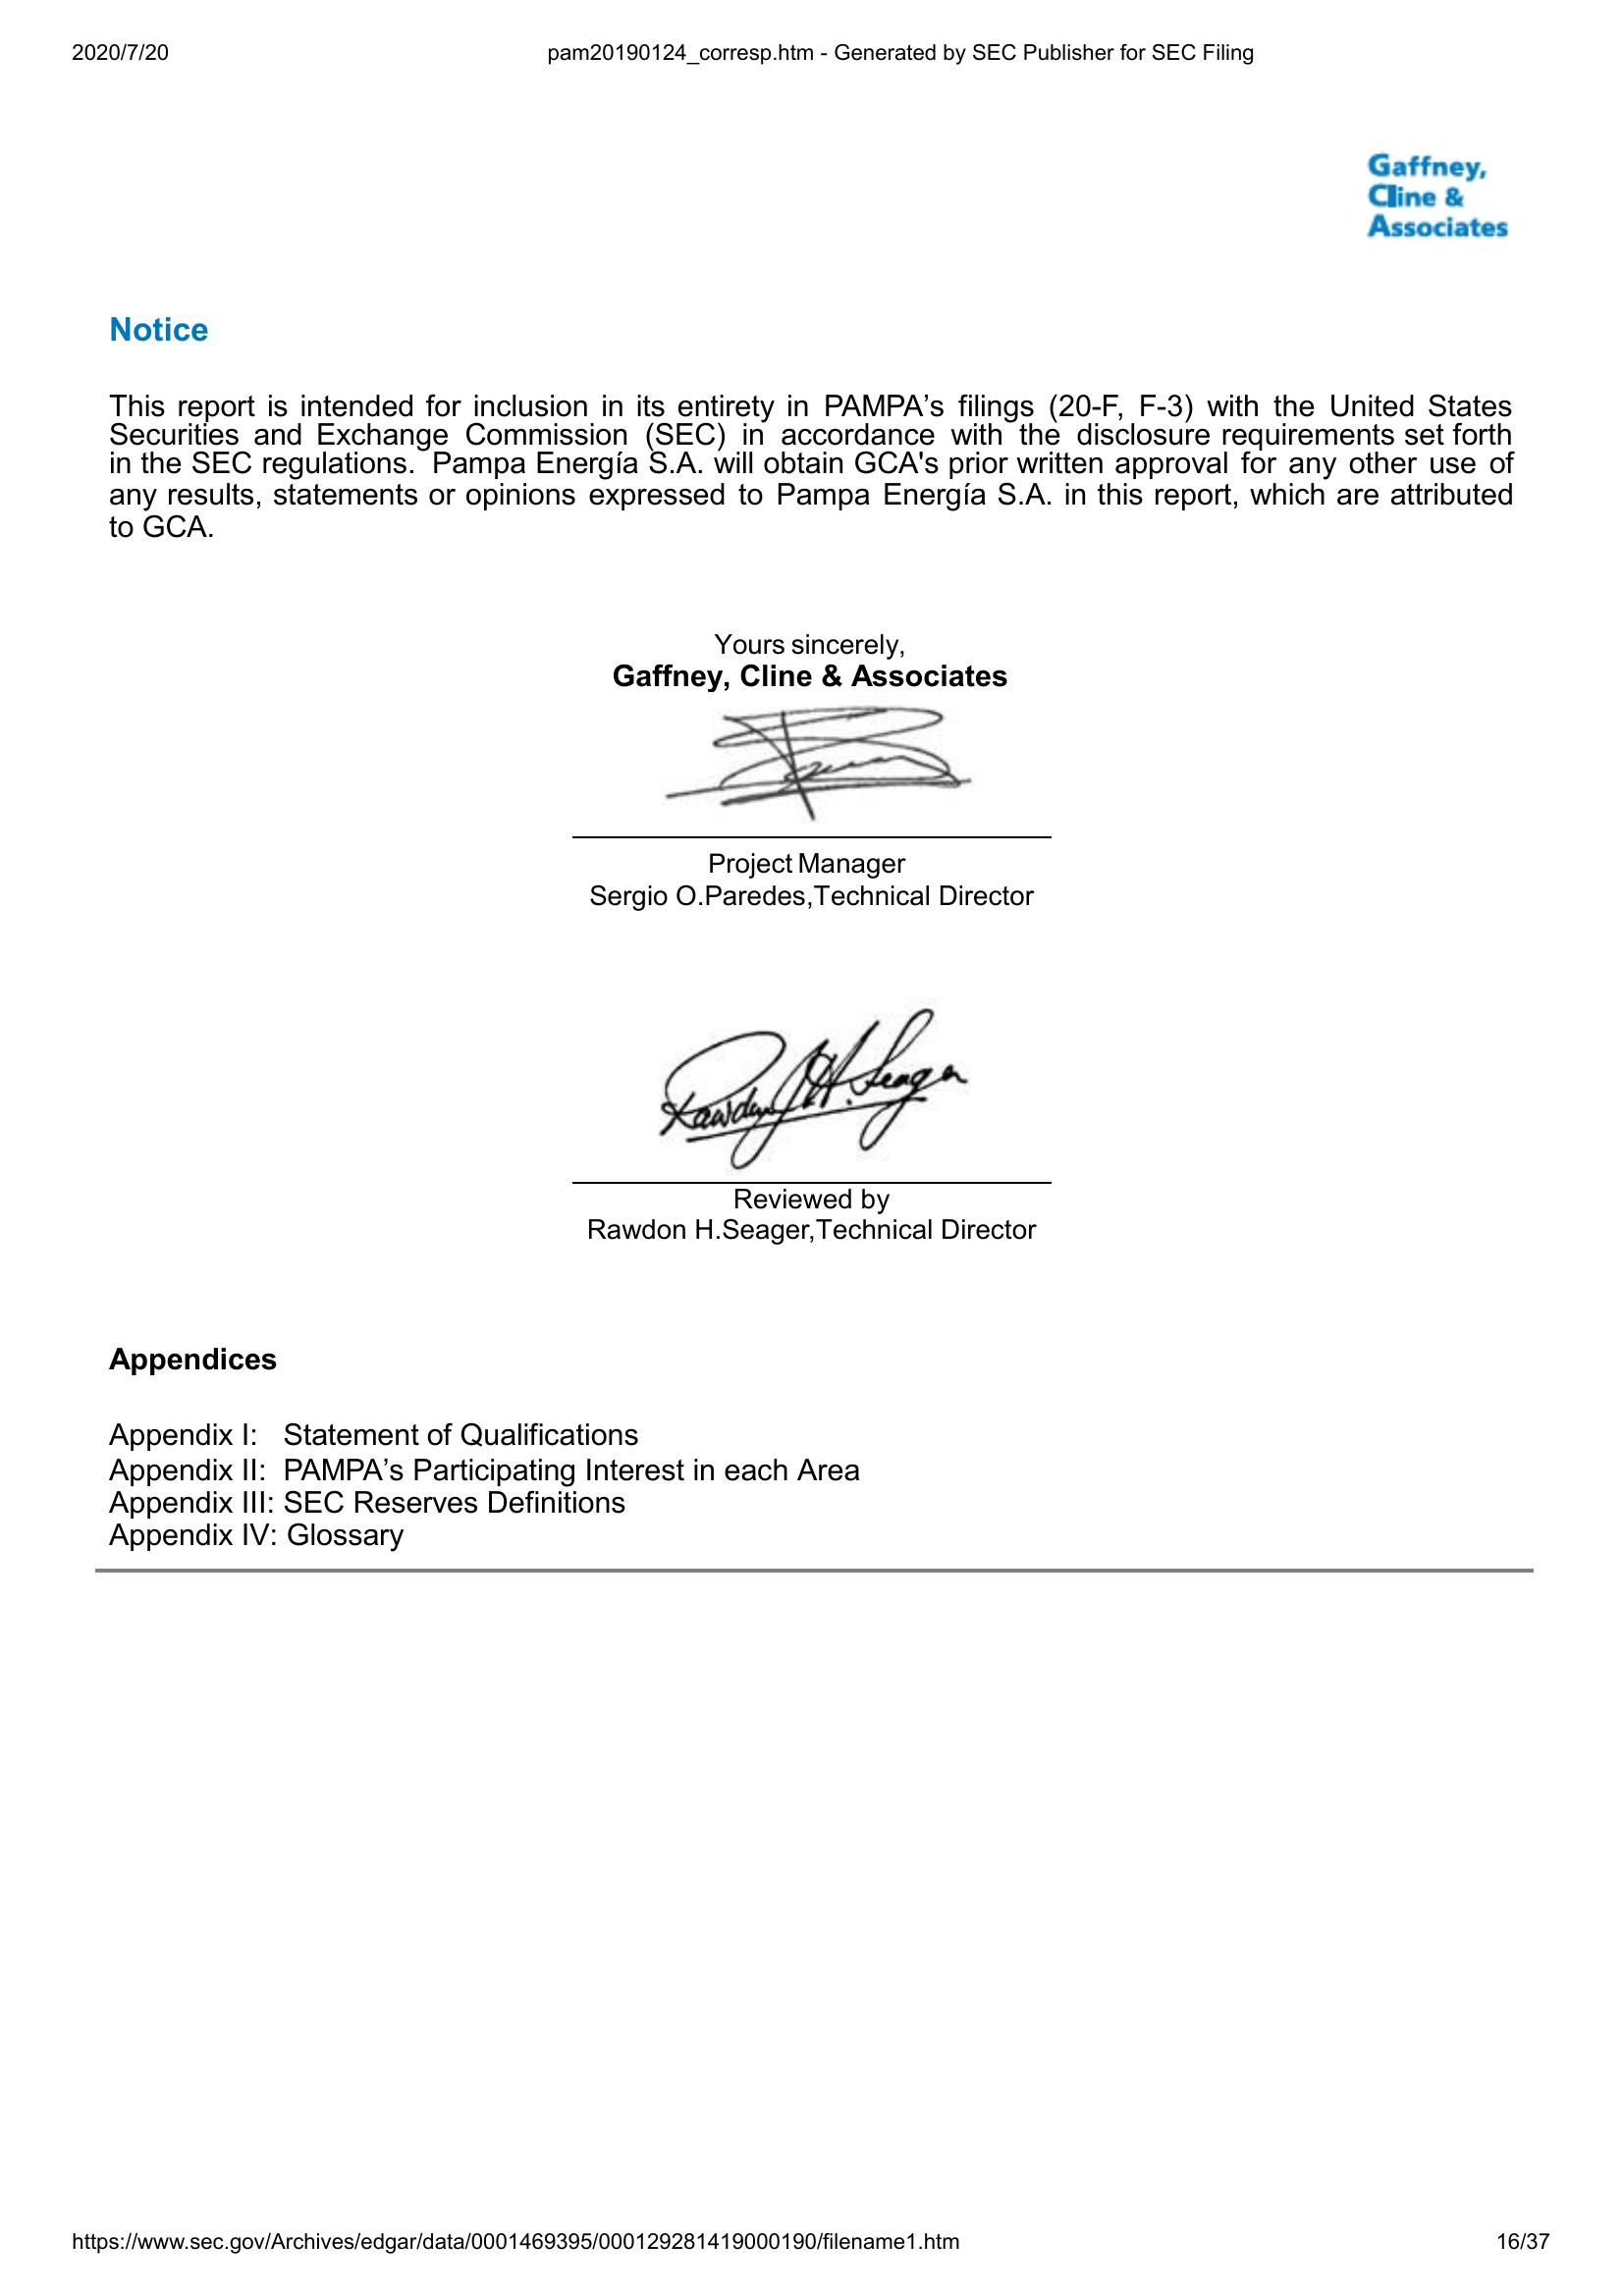 2020/7/20
pam20190124_corresp.htm - Generated by SEC Publisher for SEC Filing
Gaffney,
Cline &
Associates
Notice
This report is intended for inclusion in its entirety in PAMPA’s filings (20-F, F-3) with the United States
Securities and Exchange Commission (SEC) in accordance with the disclosure requirements set forth
in the SEC regulations. Pampa Energía S.A. will obtain GCA's prior written approval for any other use of
any results, statements or opinions expressed to Pampa Energía S.A. in this report, which are attributed
to GCA.
Yours sincerely,
Gaffney, Cline & Associates
Project Manager
Sergio O.Paredes,Technical Director
Rawdon H. Seager
Reviewed by
Rawdon H.Seager,Technical Director
Appendices
Appendix I: Statement of Qualifications
Appendix II: PAMPA’s Participating Interest in each Area
Appendix III: SEC Reserves Definitions
Appendix IV: Glossary
https://www.sec.gov/Archives/edgar/data/0001469395/000129281419000190/filename1.htm
16/37